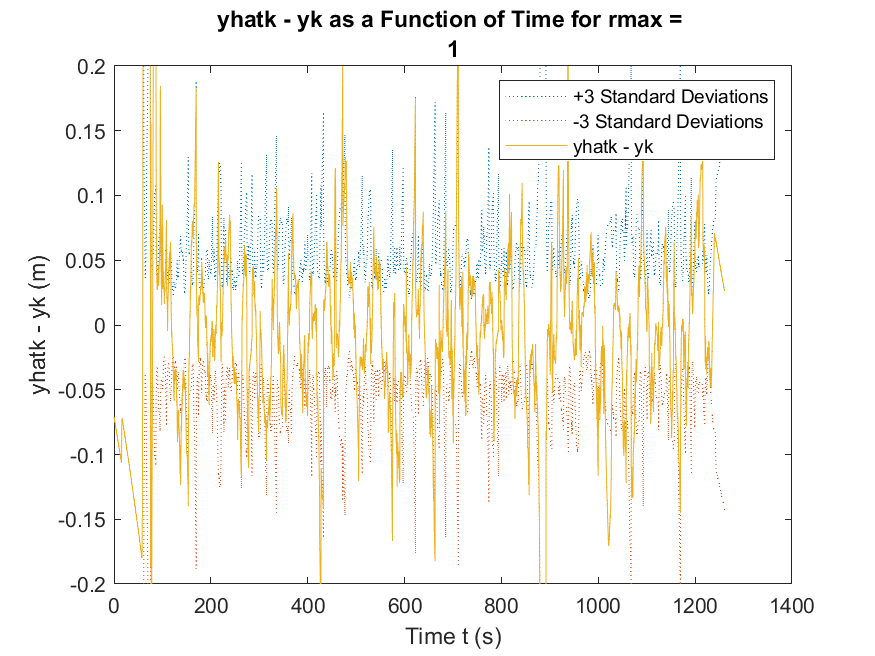 yhatk - yk as a Function of Time for rmax =
1
0.2
0.15
0.1
0.05
0
-0.05
-0.1
-0.15
-0.2
yhatk - yk (m)
+3 Standard Deviations
-3 Standard Deviations
yhatk - yk
0 200 400 600 800 1000 1200 1400
Time t (s)